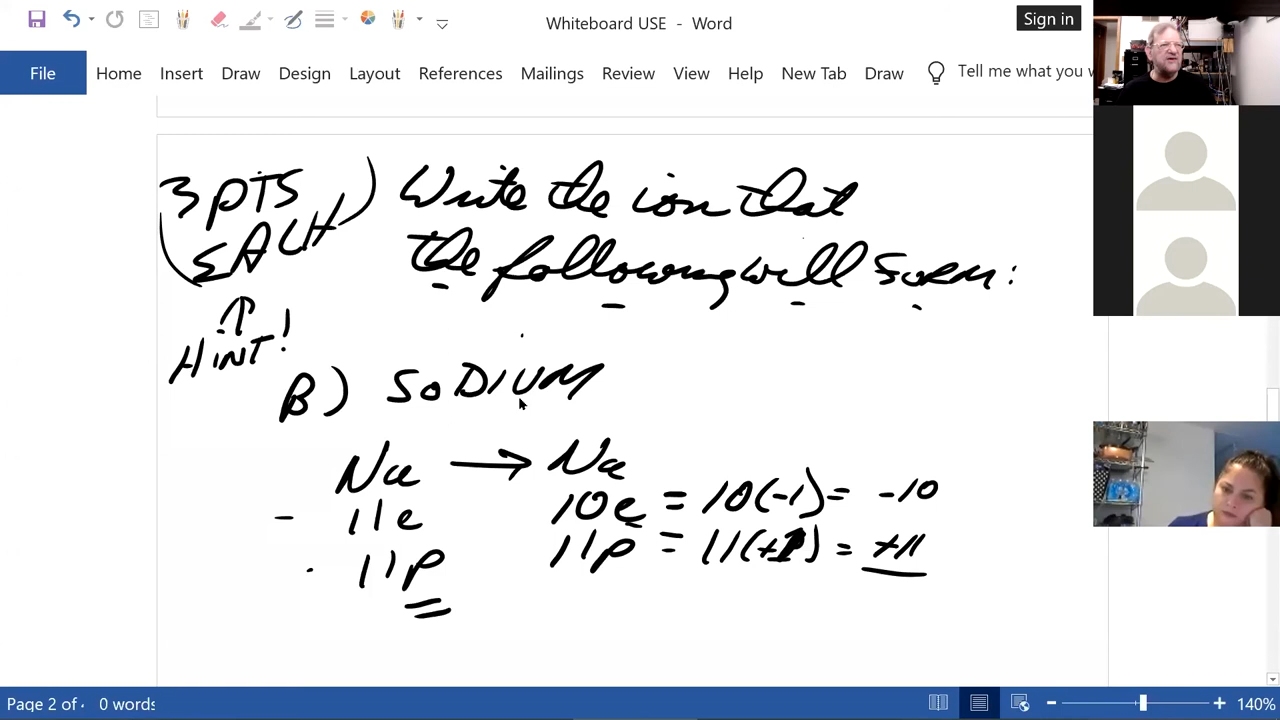 Whiteboard USE - Word
Sign in
File Home Insert Draw Design Layout References Mailings Review View Help New Tab Draw Tell me what you w
3 PTS EACH) Write the ion that
the following will form:
↑
HINT!
B) SODIUM
Na → Na
11e 10e = 10(-1) = -10
11p 11p = 11(+1) = +11
Page 2 of 0 words 140%